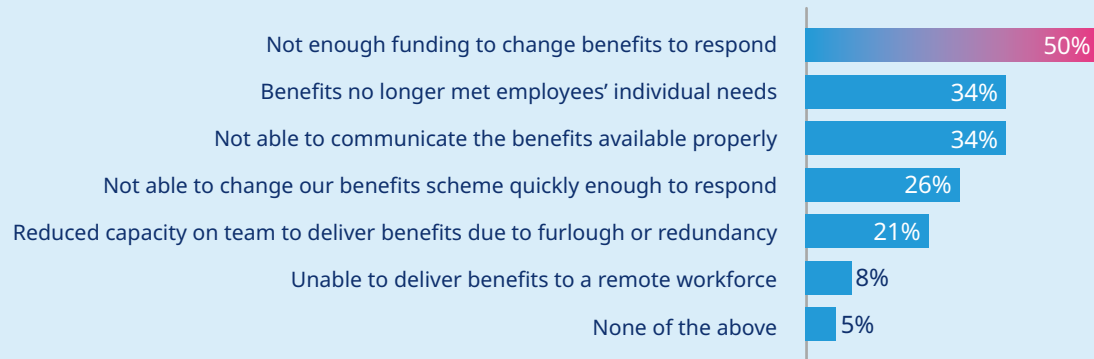 Not enough funding to change benefits to respond 50%
Benefits no longer met employees’ individual needs 34%
Not able to communicate the benefits available properly 34%
Not able to change our benefits scheme quickly enough to respond 26%
Reduced capacity on team to deliver benefits due to furlough or redundancy 21%
Unable to deliver benefits to a remote workforce 8%
None of the above 5%